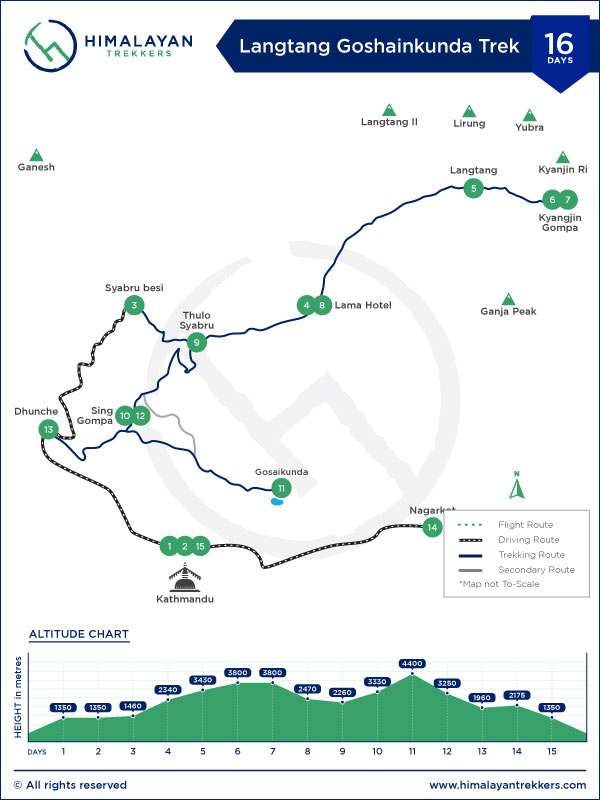 HIMALAYAN
TREKKERS
Langtang Goshainkunda Trek
16
DAYS
Langtang II
Lirung
Yubra
Ganesh
Kyanjin Ri
Langtang
5
6 7
Kyangjin
Gompa
Syabru besi
3
4 8
Lama Hotel
Ganja Peak
Thulo
Syabru
9
Dhunche
13
Sing
Gompa
10 12
Gosaikunda
11
N
Nagarkot
14
1 2 15
Kathmandu
Flight Route
Driving Route
Trekking Route
Secondary Route
*Map not To-Scale
ALTITUDE CHART
HEIGHT in metres
1350 1350 1460 2340 3430 3800 3800 2470 2260 3330 4400 3250 1960 2175 1350
DAYS 1 2 3 4 5 6 7 8 9 10 11 12 13 14 15
© All rights reserved
www.himalayantrekkers.com